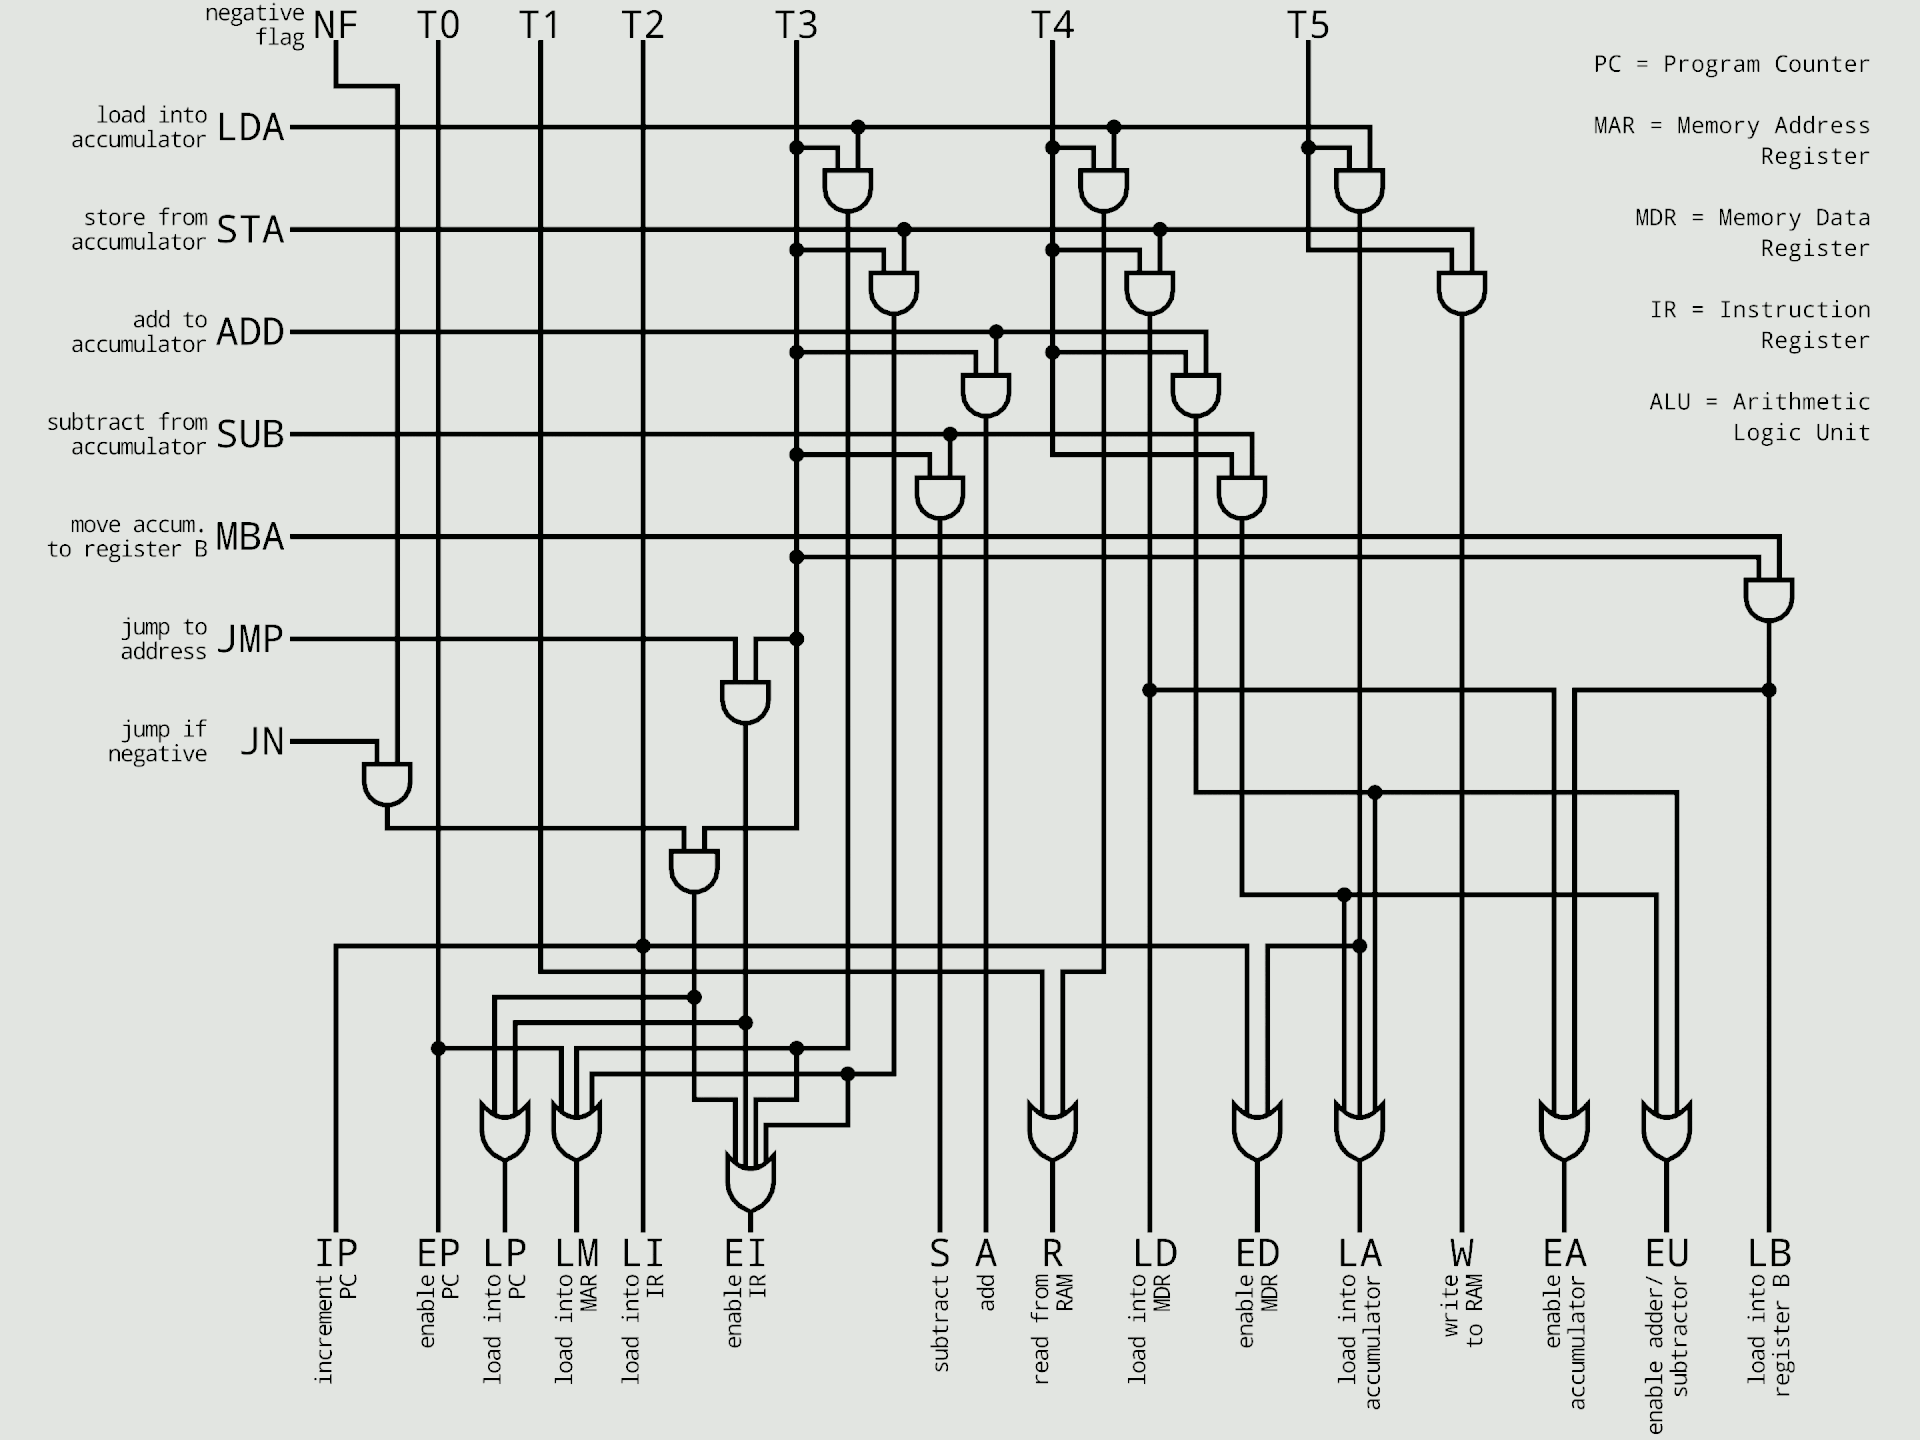 negative
flag
NF
T0
T1
T2
T3
T4
T5
PC = Program Counter
MAR = Memory Address
Register
MDR = Memory Data
Register
IR = Instruction
Register
ALU = Arithmetic
Logic Unit
load into
accumulator
LDA
store from
accumulator
STA
add to
accumulator
ADD
subtract from
accumulator
SUB
move accum.
to register B
MBA
jump to
address
JMP
jump if
negative
JN
IP
increment
PC
EP
enable
PC
LP
load into
PC
LM
load into
MAR
LI
load into
IR
EI
enable
IR
S
subtract
A
add
R
read from
RAM
LD
load into
MDR
ED
enable
MDR
LA
load into
accumulator
W
write
to RAM
EA
enable
accumulator
EU
enable adder/
subtractor
LB
load into
register B